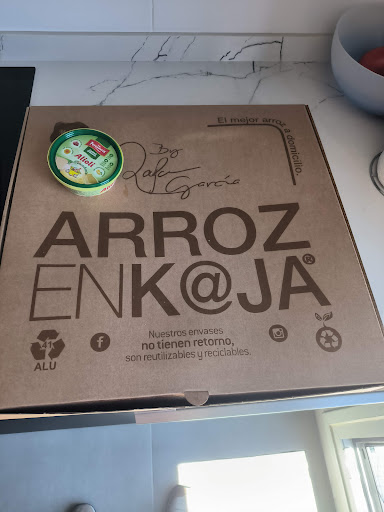 El mejor arroz a domicilio.
By
Rafa
García
Alioli
ARROZ
ENK@JA®
Nuestros envases
no tienen retorno,
son reutilizables y reciclables.
41
ALU